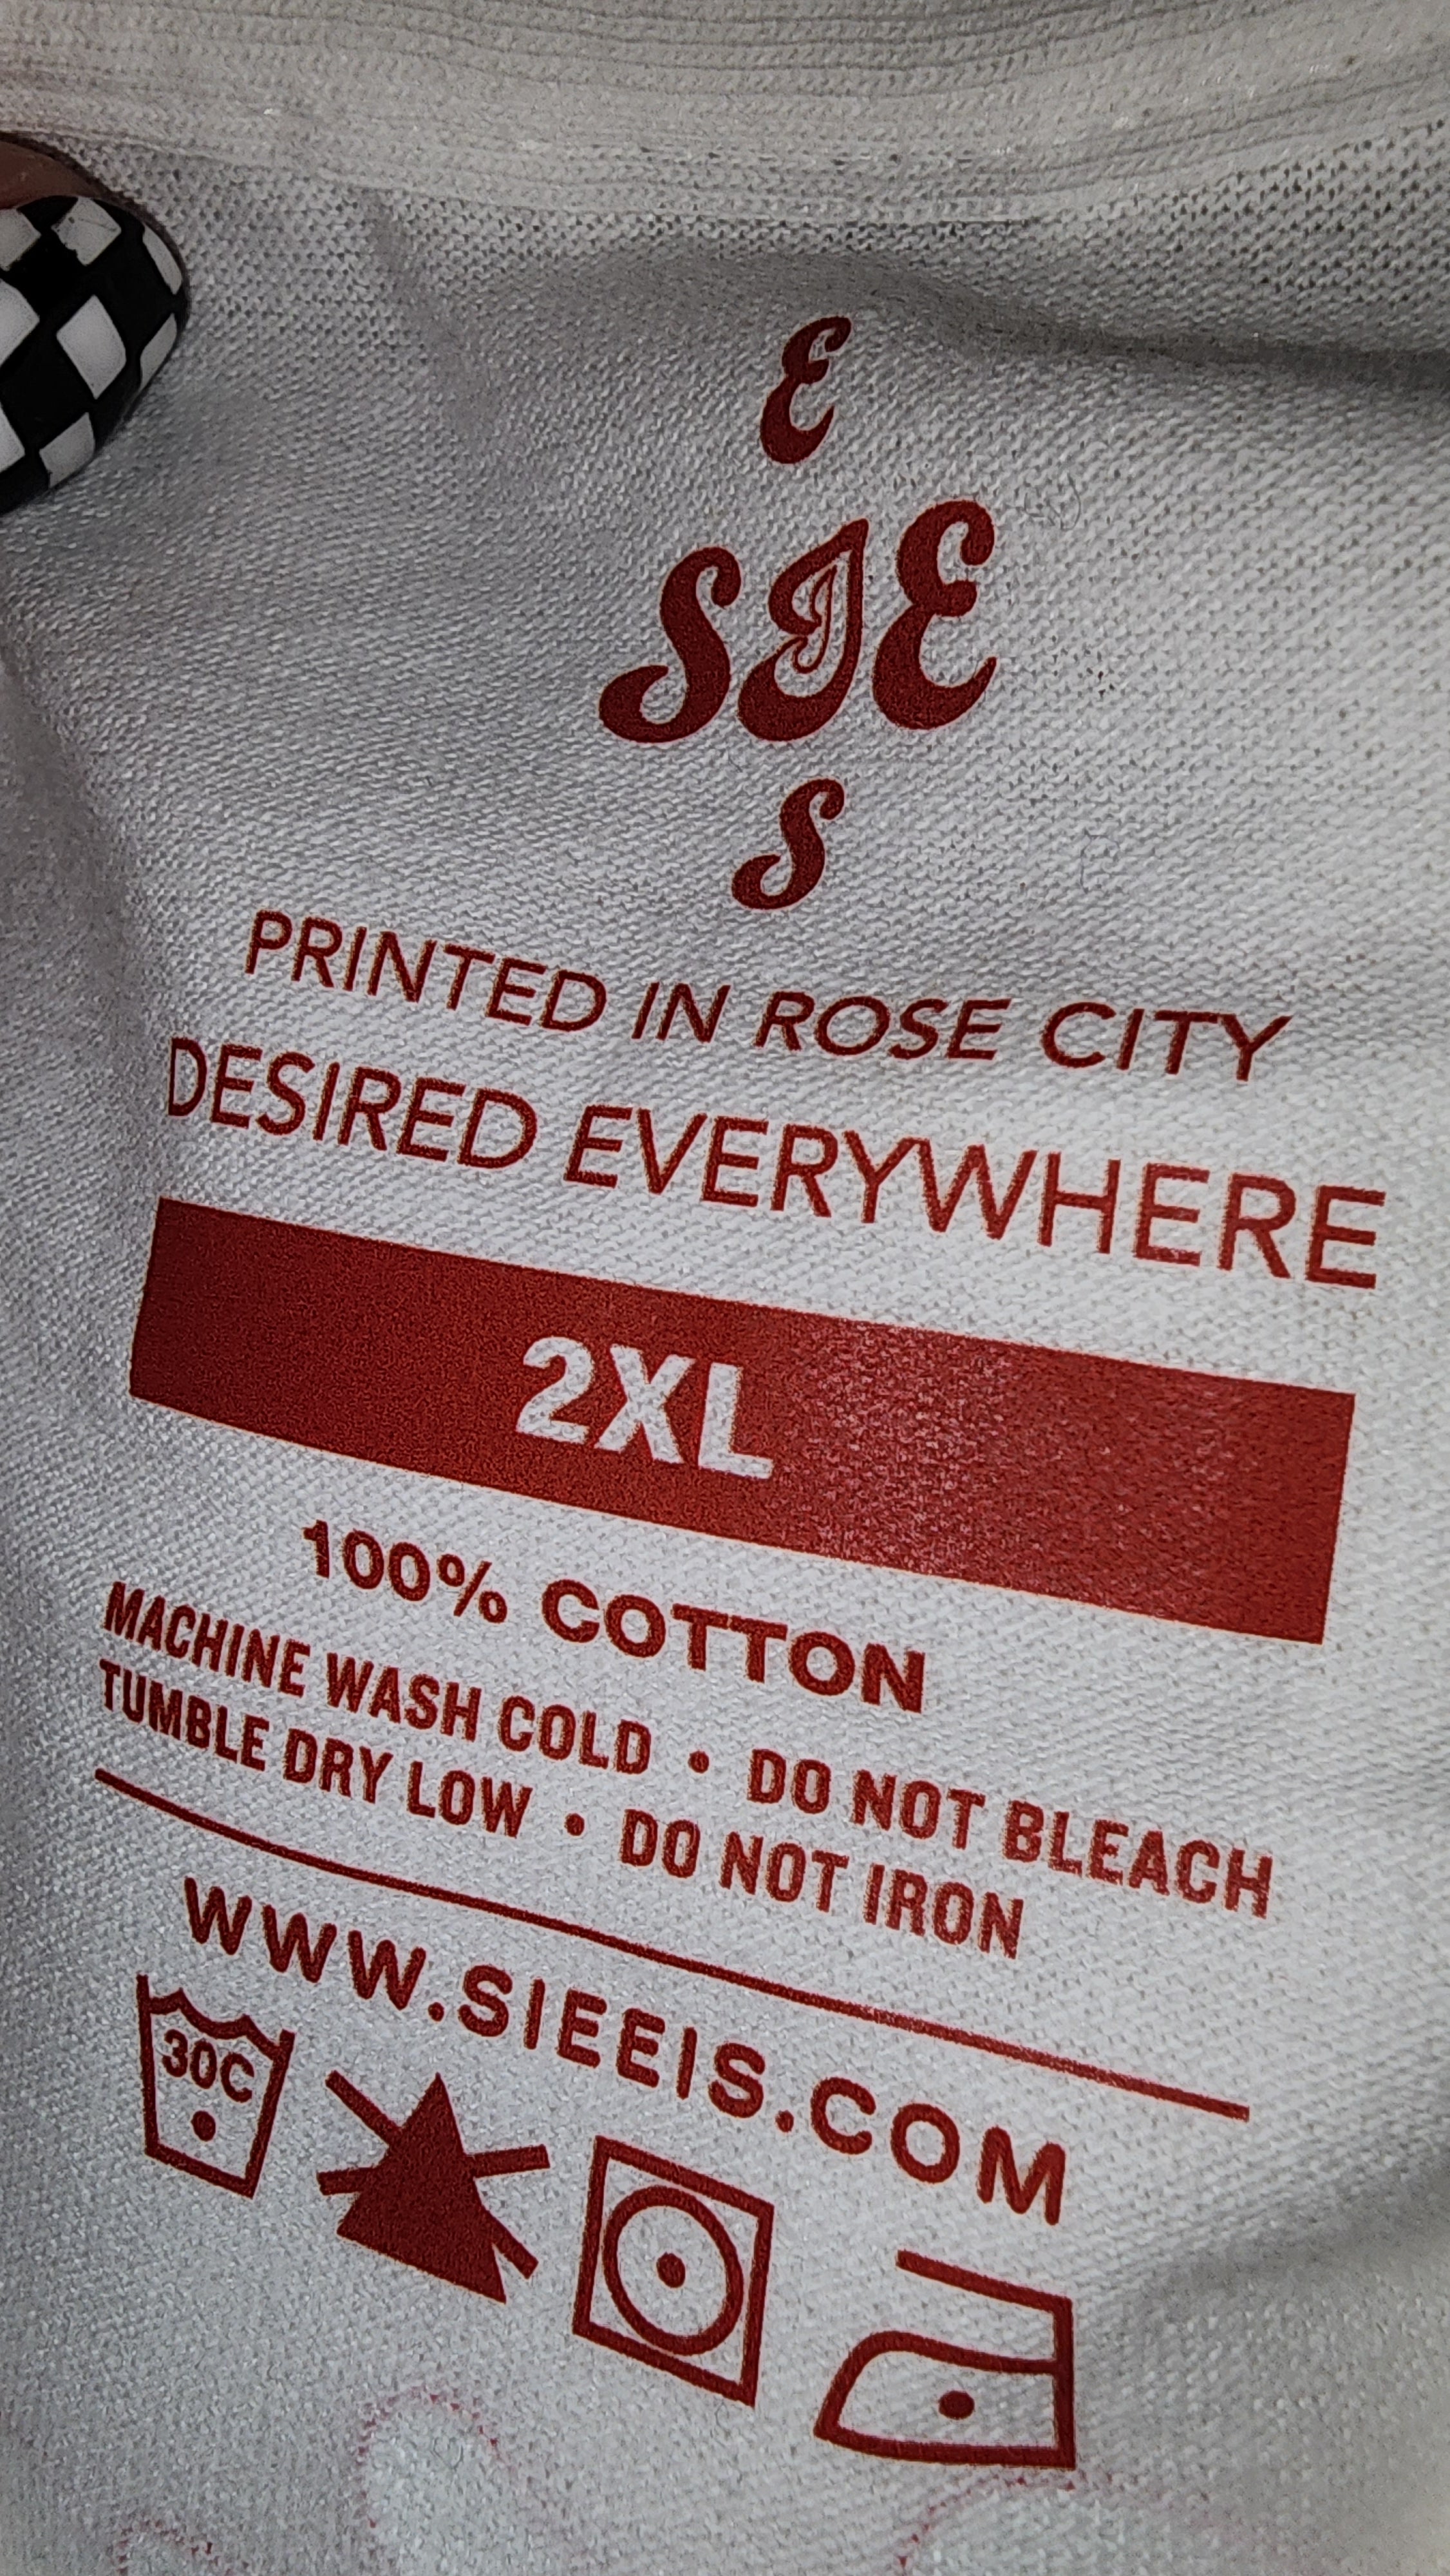 E
SIE
S
PRINTED IN ROSE CITY
DESIRED EVERYWHERE
2XL
100% COTTON
MACHINE WASH COLD • DO NOT BLEACH
TUMBLE DRY LOW • DO NOT IRON
WWW.SIEEIS.COM
30C